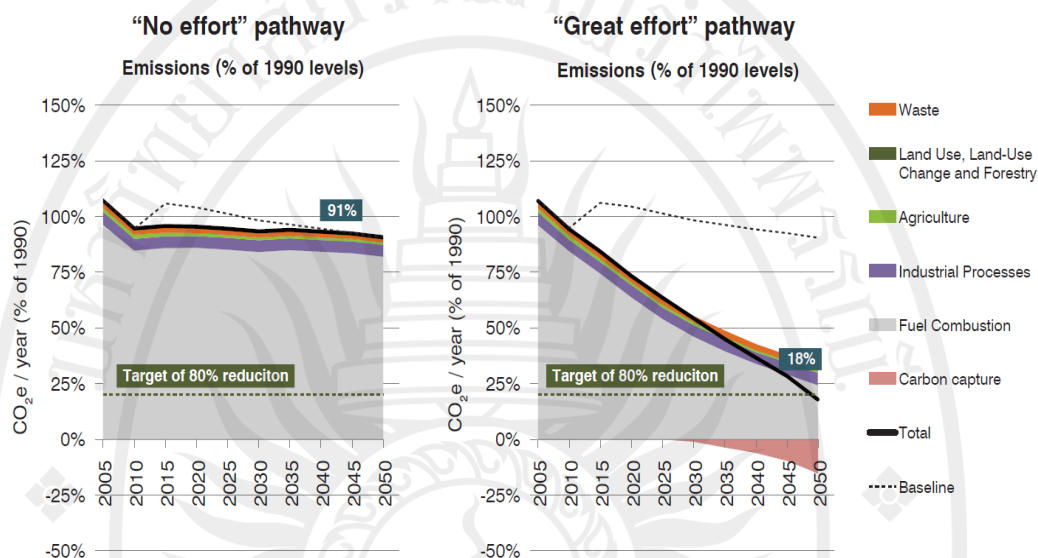 “No effort” pathway
Emissions (% of 1990 levels)
150%
125%
100%
75%
50%
25%
0%
-25%
-50%
CO₂e / year (% of 1990)
91%
Target of 80% reduciton
2005 2010 2015 2020 2025 2030 2035 2040 2045 2050
“Great effort” pathway
Emissions (% of 1990 levels)
150%
125%
100%
75%
50%
25%
0%
-25%
-50%
CO₂e / year (% of 1990)
18%
Target of 80% reduciton
2005 2010 2015 2020 2025 2030 2035 2040 2045 2050
Waste
Land Use, Land-Use
Change and Forestry
Agriculture
Industrial Processes
Fuel Combustion
Carbon capture
Total
Baseline